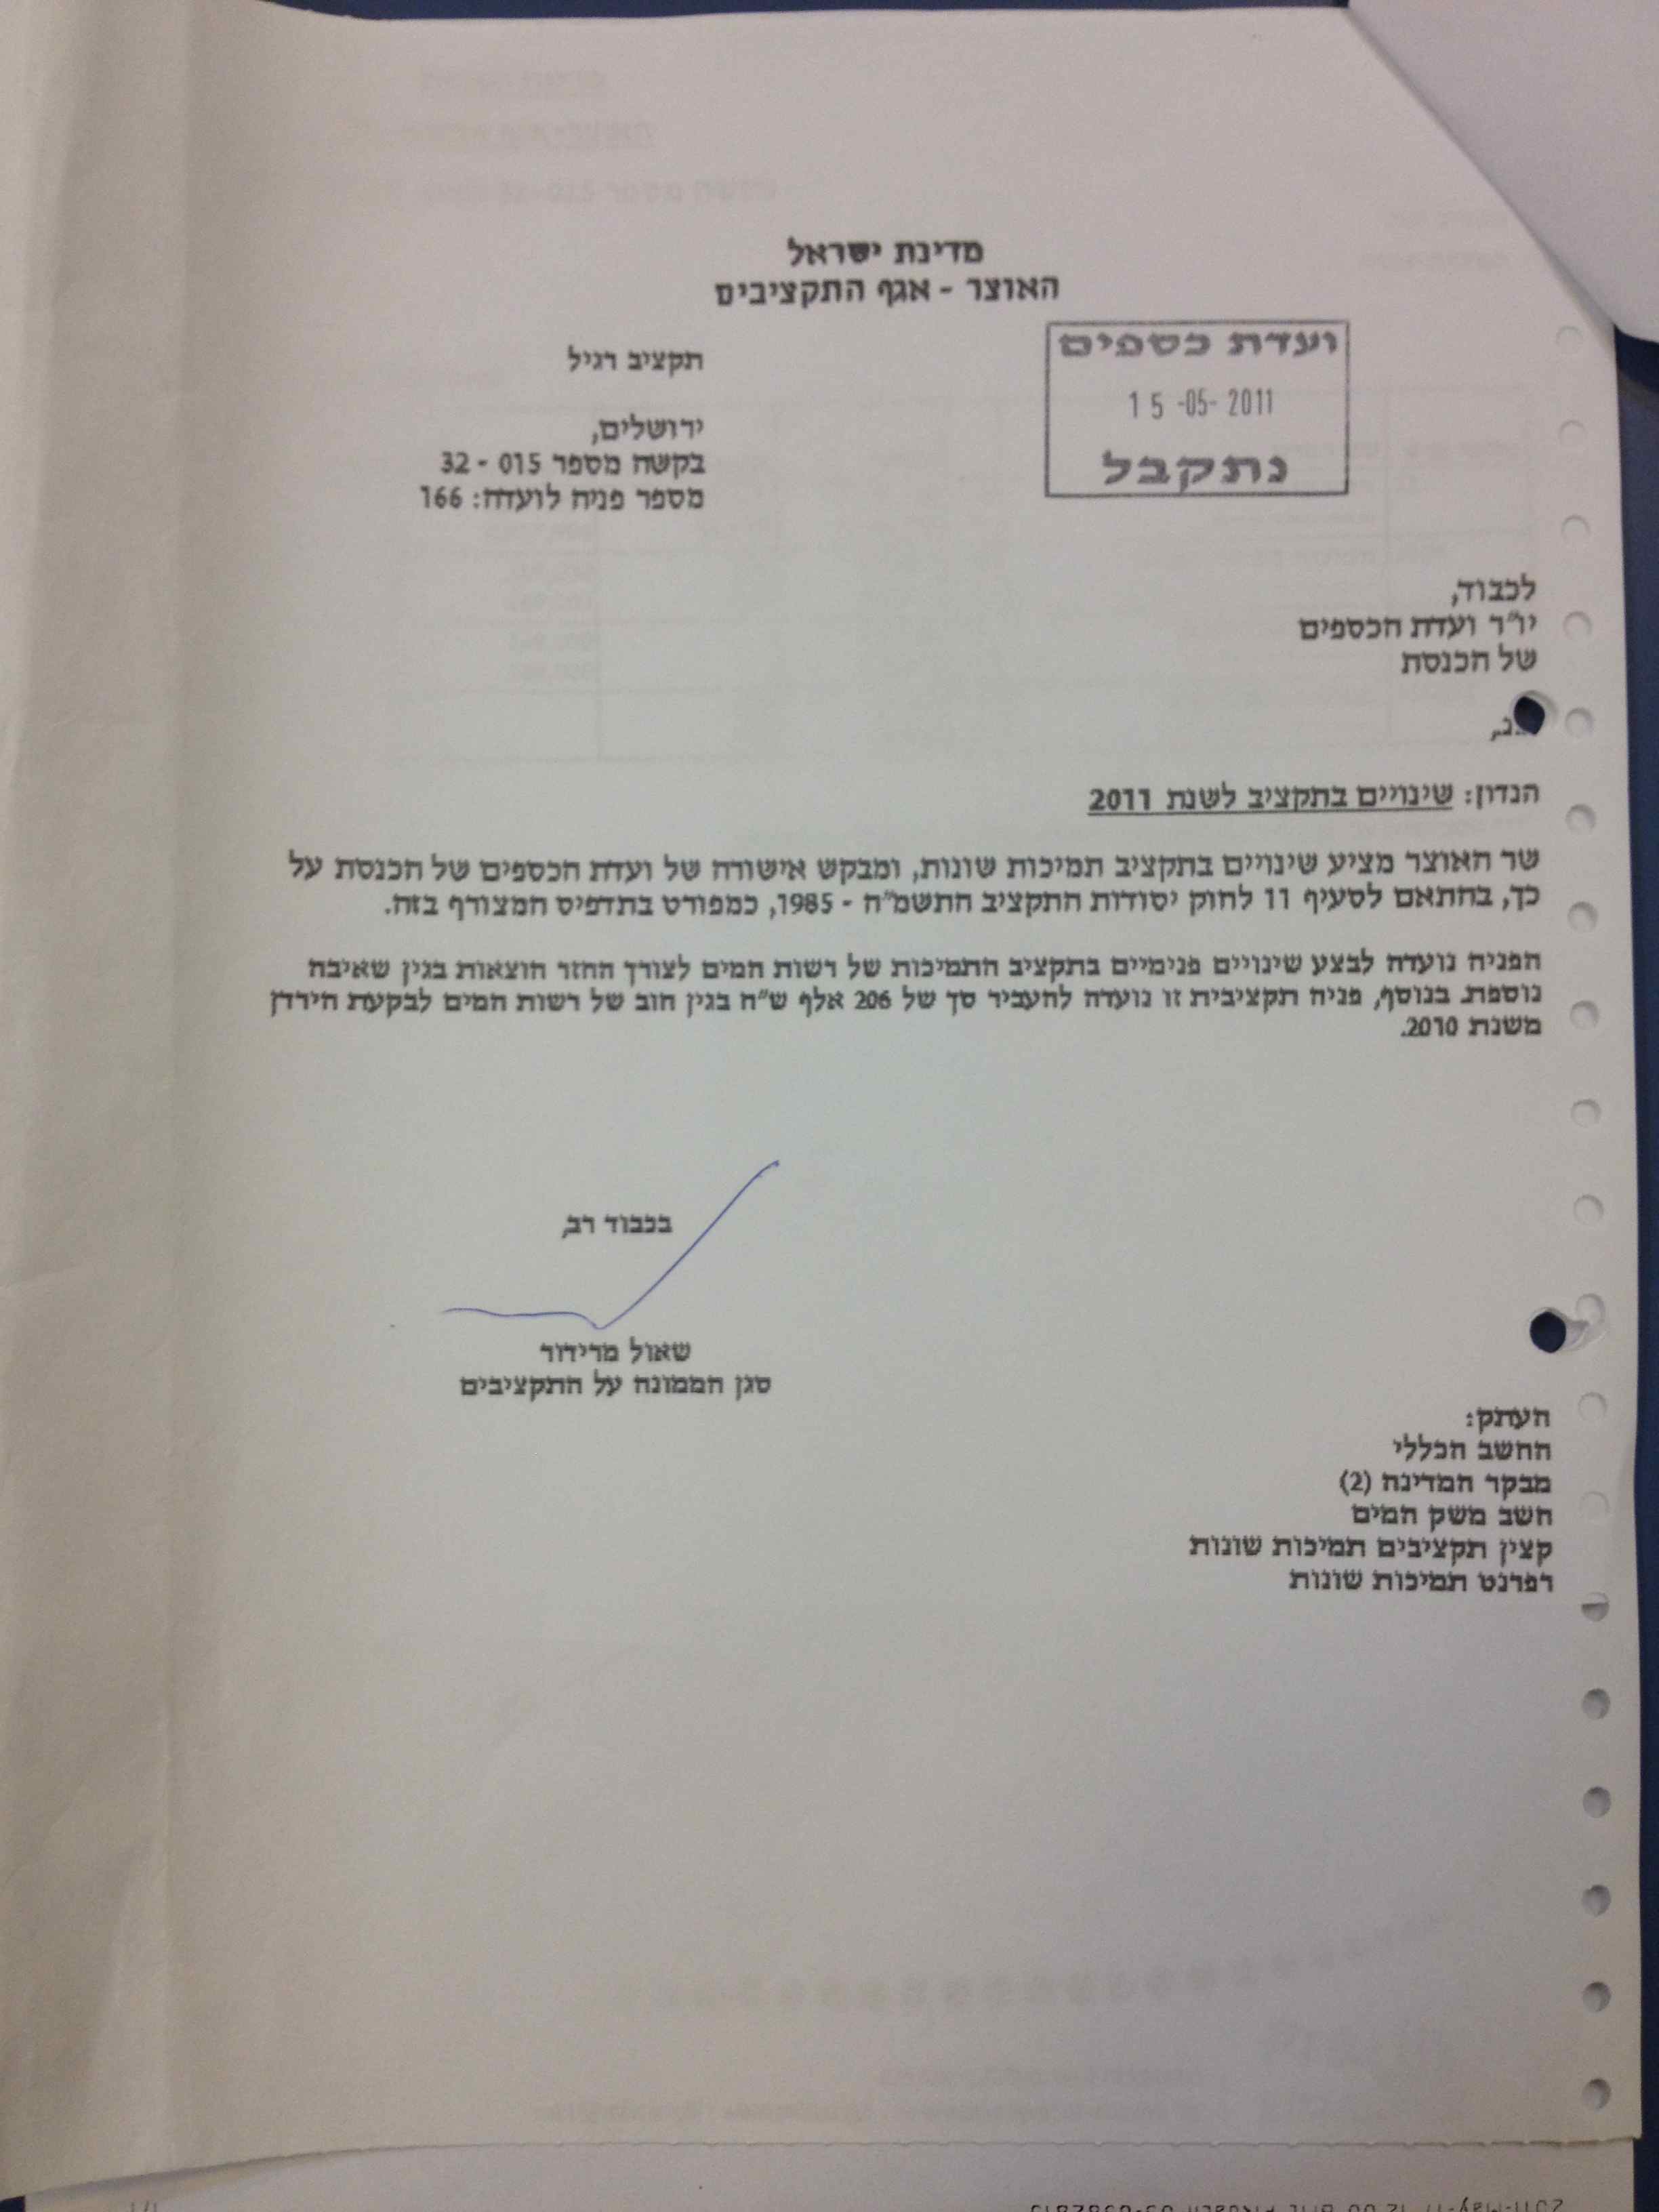 מדינת ישראל
האוצר - אגף התקציבים
ועדת כספים
15 -05- 2011
נתקבל
תקציב רגיל
ירושלים,
בקשה מספר 015 - 32
מספר פניה לועדה: 166
לכבוד,
יו"ר ועדת הכספים
של הכנסת
הנדון: שינויים בתקציב לשנת 2011
שר האוצר מציע שינויים בתקציב תמיכות שונות, ומבקש אישורה של ועדת הכספים של הכנסת על
כך, בהתאם לסעיף 11 לחוק יסודות התקציב התשמ"ה - 1985, כמפורט בתדפיס המצורף בזה.
הפניה נועדה לבצע שינויים פנימיים בתקציב התמיכות של רשות המים לצורך החזר הוצאות בגין שאיבה
נוספת. בנוסף, פניה תקציבית זו נועדה להעביר סך של 206 אלף ש"ח בגין חוב של רשות המים לבקעת הירדן
משנת 2010.
בכבוד רב,
שאול מרידור
סגן הממונה על התקציבים
העתק:
החשב הכללי
מבקר המדינה (2)
חשב משק המים
קצין תקציבים תמיכות שונות
רפרנט תמיכות שונות